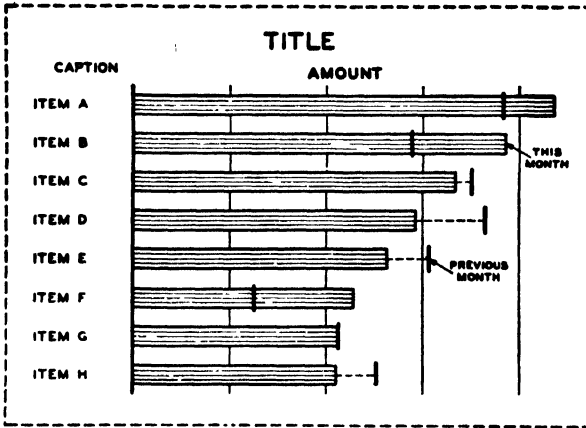 TITLE
CAPTION AMOUNT
ITEM A
ITEM B
THIS
MONTH
ITEM C
ITEM D
ITEM E
PREVIOUS
MONTH
ITEM F
ITEM G
ITEM H